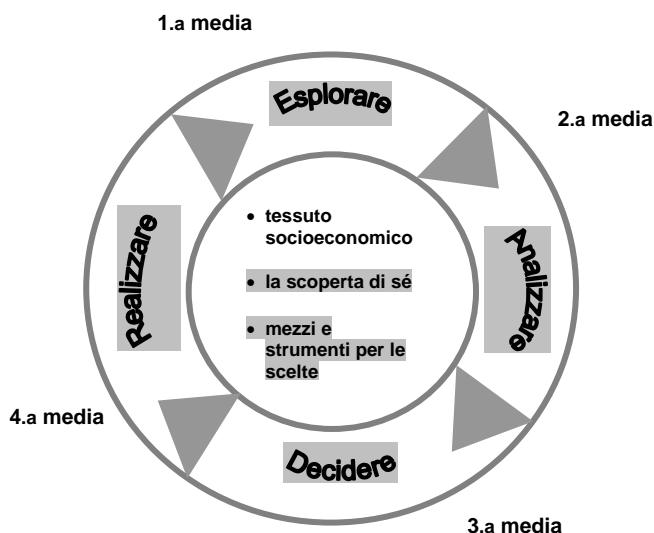 1.a media
Esplorare
2.a media
• tessuto
socioeconomico
• la scoperta di sé
• mezzi e
strumenti per le
scelte
Realizzare
Analizzare
4.a media
Decidere
3.a media